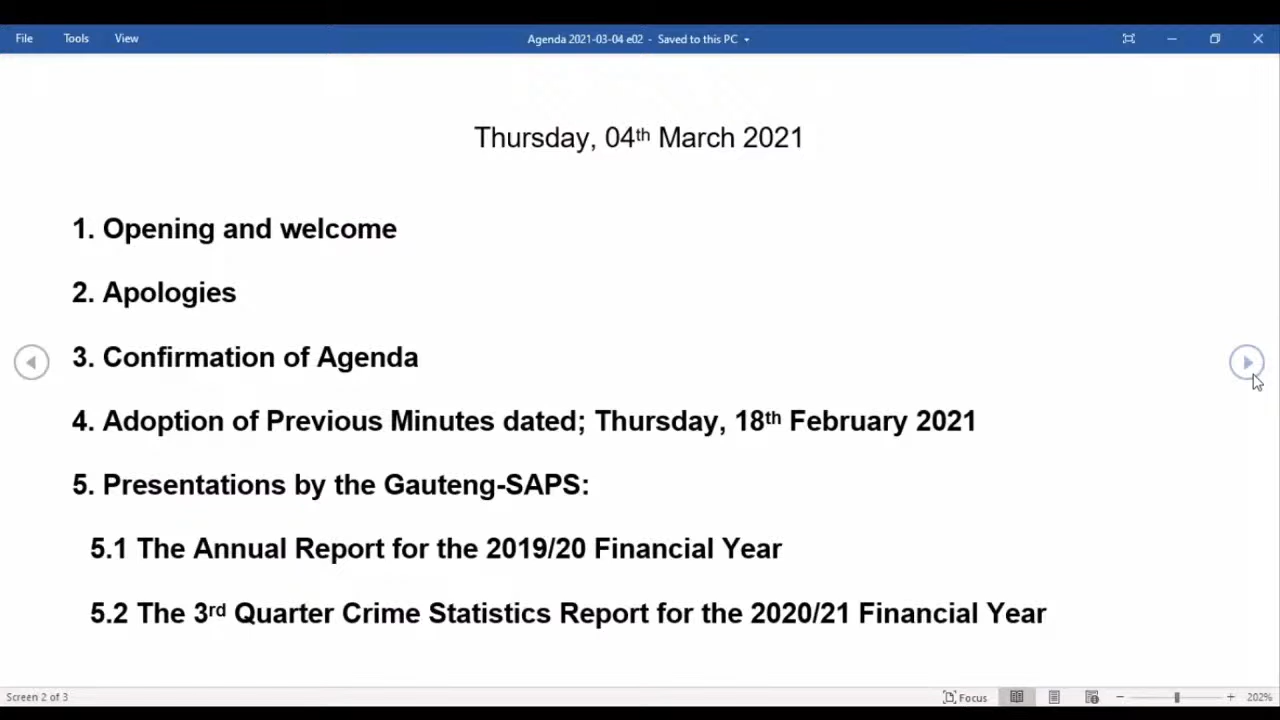 File Tools View Agenda 2021-03-04 e02 - Saved to this PC
Thursday, 04th March 2021
1. Opening and welcome
2. Apologies
3. Confirmation of Agenda
4. Adoption of Previous Minutes dated; Thursday, 18th February 2021
5. Presentations by the Gauteng-SAPS:
5.1 The Annual Report for the 2019/20 Financial Year
5.2 The 3rd Quarter Crime Statistics Report for the 2020/21 Financial Year
Screen 2 of 3 Focus 202%